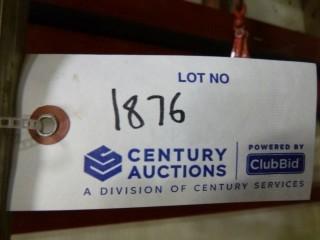 LOT NO
1876
CENTURY AUCTIONS
POWERED BY
ClubBid
A DIVISION OF CENTURY SERVICES